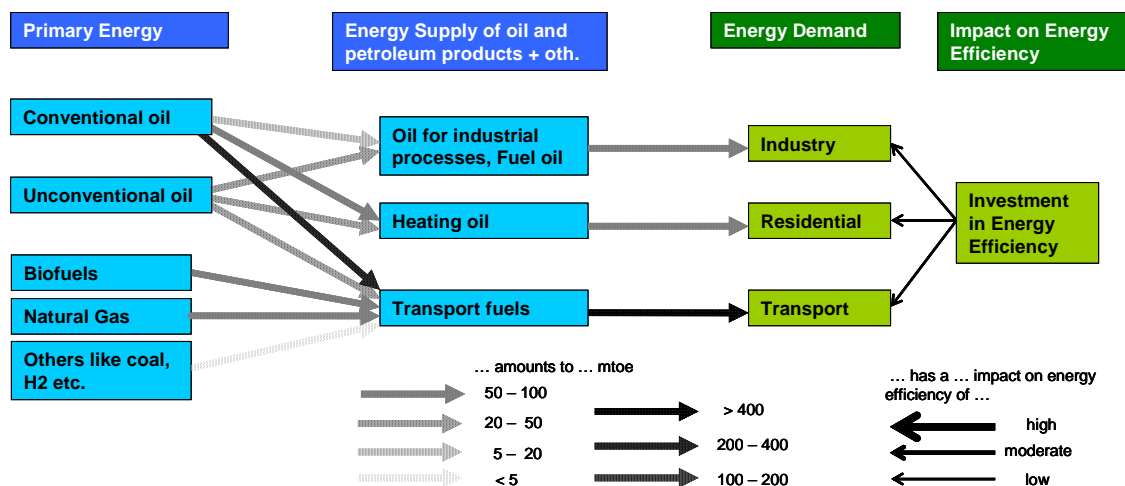 Primary Energy
Energy Supply of oil and
petroleum products + oth.
Energy Demand
Impact on Energy
Efficiency
Conventional oil
Oil for industrial
processes, Fuel oil
Industry
Unconventional oil
Heating oil
Residential
Investment
in Energy
Efficiency
Biofuels
Natural Gas
Transport fuels
Transport
Others like coal,
H2 etc.
... amounts to ... mtoe
50 – 100
20 – 50
5 – 20
< 5
> 400
200 – 400
100 – 200
... has a ... impact on energy
efficiency of ...
high
moderate
low